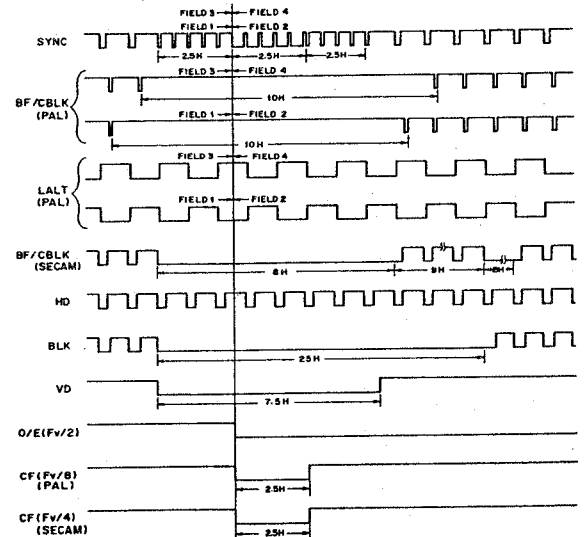 FIELD 3 FIELD 4
FIELD 1 FIELD 2
SYNC
2.5H 2.5H 2.5H
FIELD 3 FIELD 4
BF/CBLK
(PAL)
10H
FIELD 1 FIELD 2
10H
FIELD 3 FIELD 4
LALT
(PAL)
FIELD 1 FIELD 2
BF/CBLK
(SECAM)
8H 9H 8H
HD
BLK
25H
VD
7.5H
O/E(Fv/2)
CF(Fv/8)
(PAL)
2.5H
CF(Fv/4)
(SECAM)
2.5H